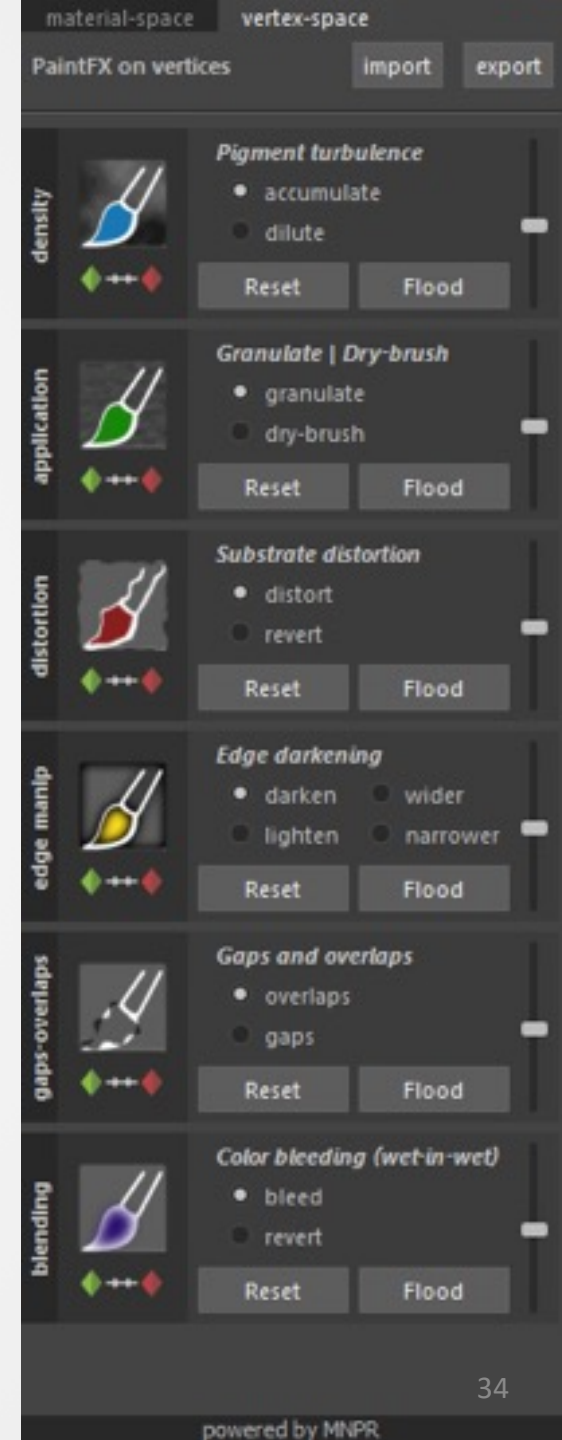 material-space vertex-space
PaintFX on vertices import export
density
Pigment turbulence
accumulate
dilute
Reset Flood
application
Granulate | Dry-brush
granulate
dry-brush
Reset Flood
distortion
Substrate distortion
distort
revert
Reset Flood
edge manip
Edge darkening
darken wider
lighten narrower
Reset Flood
gaps-overlaps
Gaps and overlaps
overlaps
gaps
Reset Flood
blending
Color bleeding (wet-in-wet)
bleed
revert
Reset Flood
34
powered by MNPR